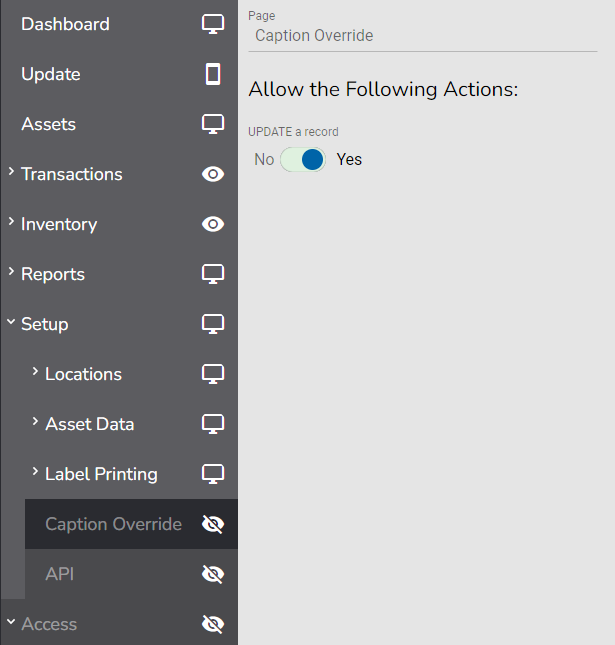 Dashboard
Update
Assets
Transactions
Inventory
Reports
Setup
Locations
Asset Data
Label Printing
Caption Override
API
Access
Page
Caption Override
Allow the Following Actions:
UPDATE a record
No Yes